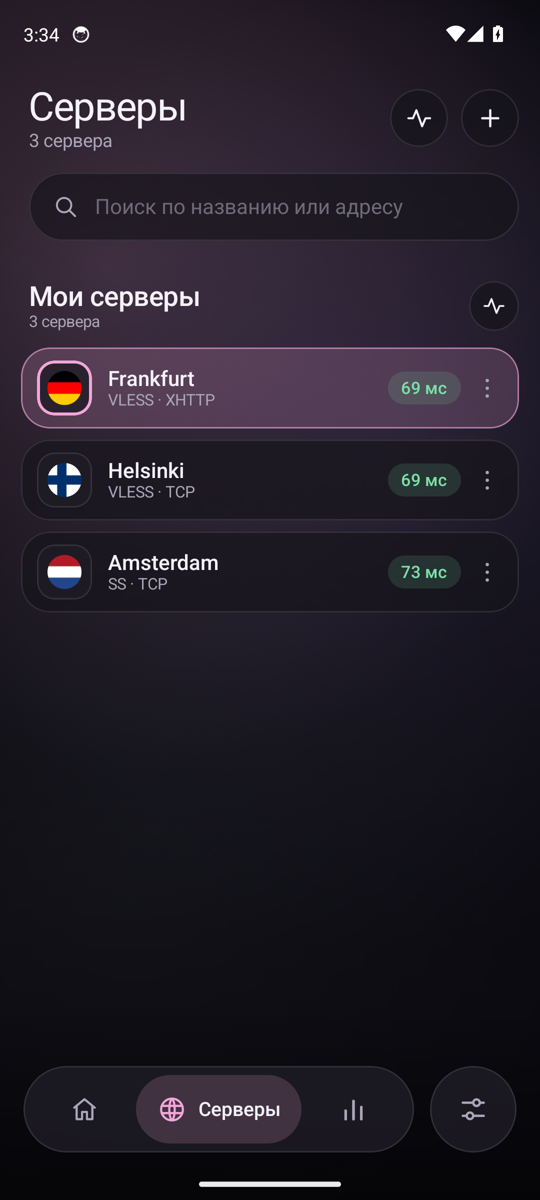 3:34
Серверы
3 сервера
Поиск по названию или адресу
Мои серверы
3 сервера
Frankfurt
VLESS · XHTTP
69 мс
Helsinki
VLESS · TCP
69 мс
Amsterdam
SS · TCP
73 мс
Серверы